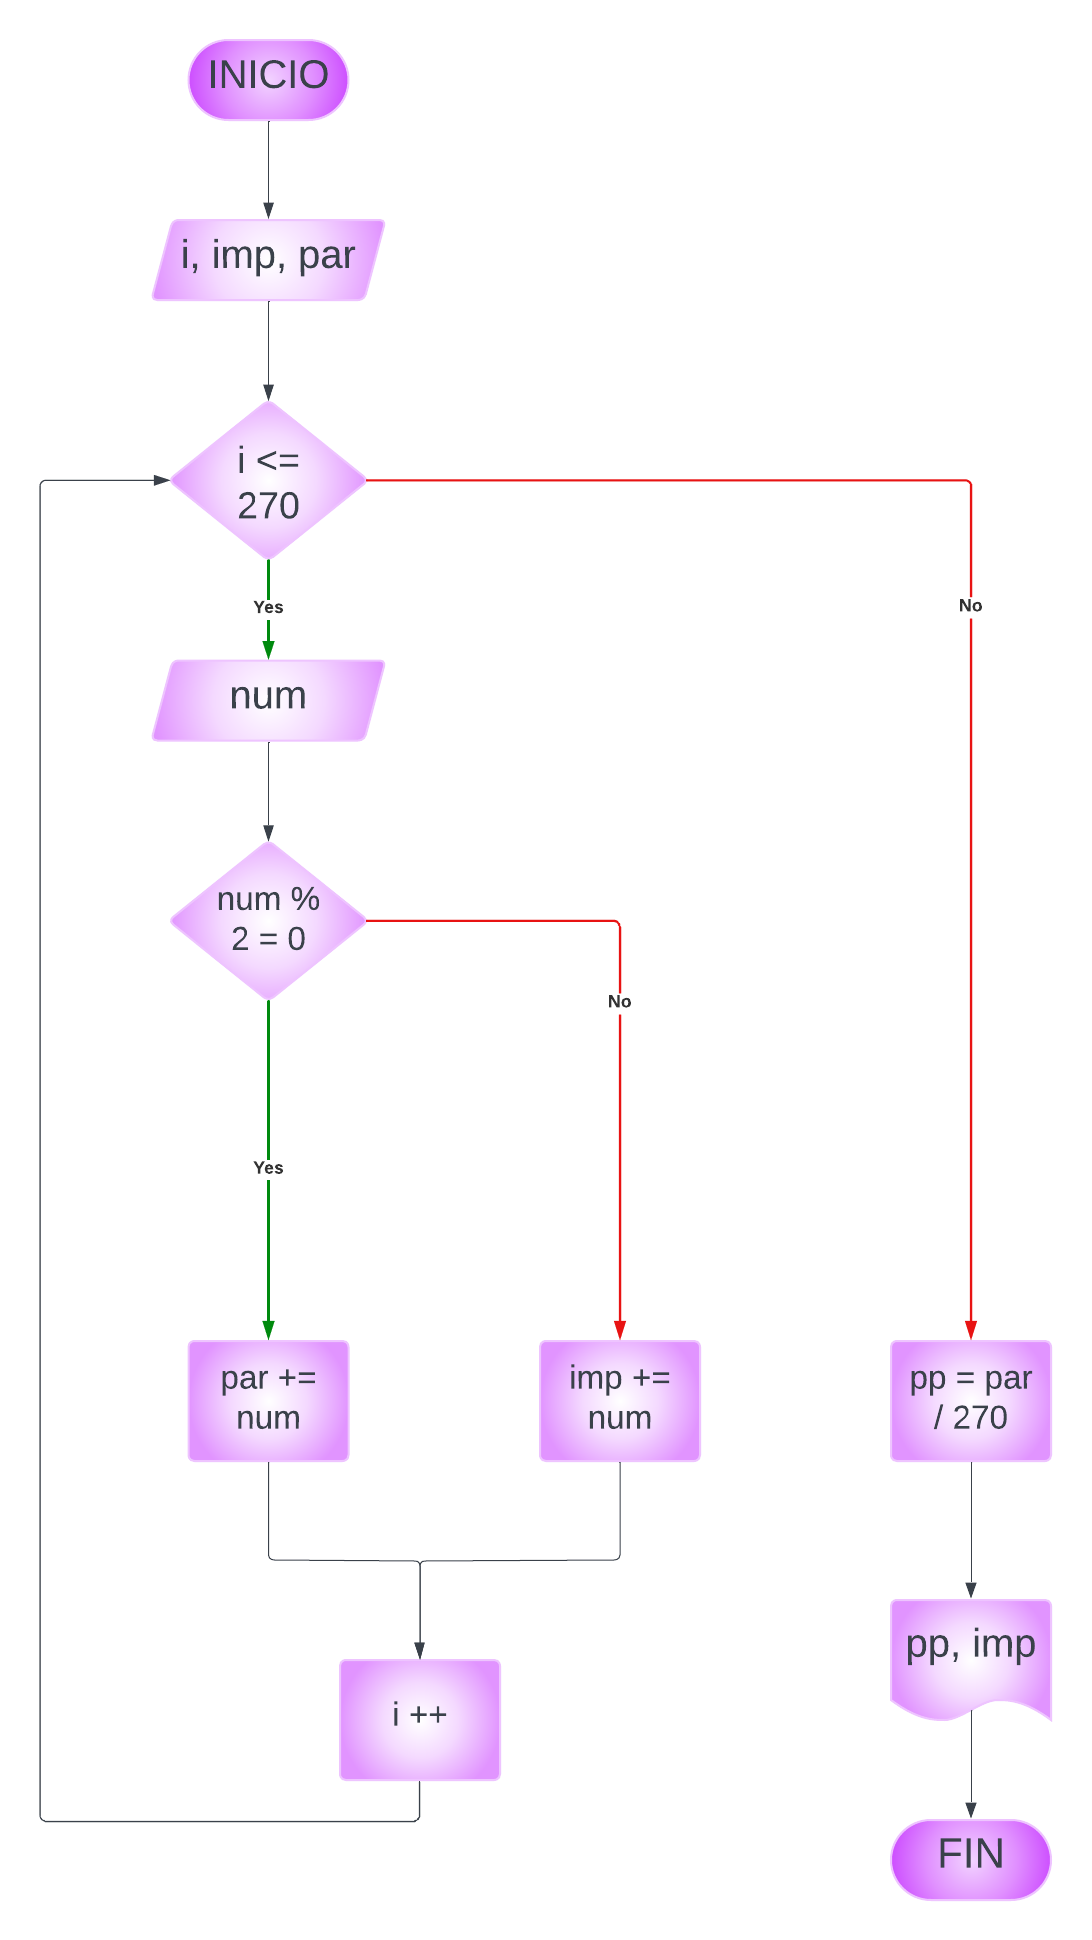 INICIO
i, imp, par
i <=
270
Yes
No
num
num %
2 = 0
No
Yes
par +=
num
imp +=
num
pp = par
/ 270
pp, imp
i ++
FIN